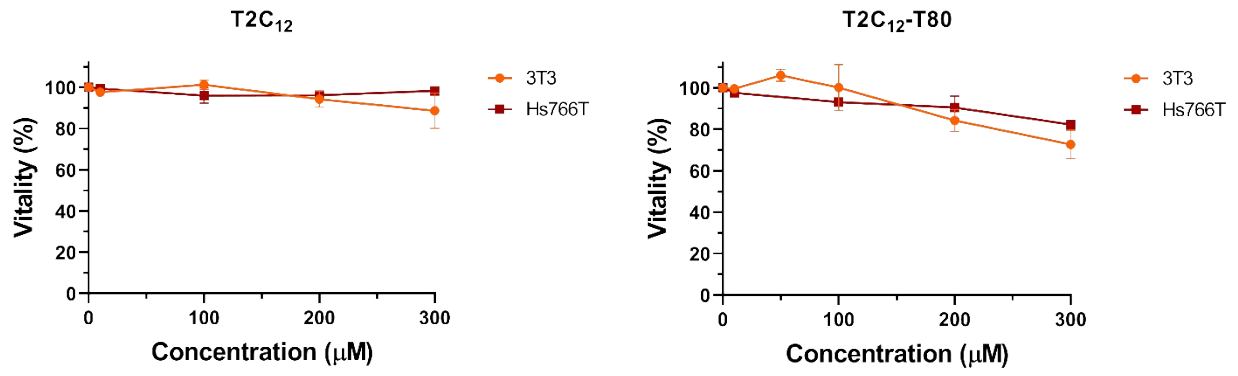 T2C₁₂
100
80
60
40
20
0
Vitality (%)
0 100 200 300
Concentration (μM)
3T3
Hs766T
T2C₁₂-T80
100
80
60
40
20
0
Vitality (%)
0 100 200 300
Concentration (μM)
3T3
Hs766T